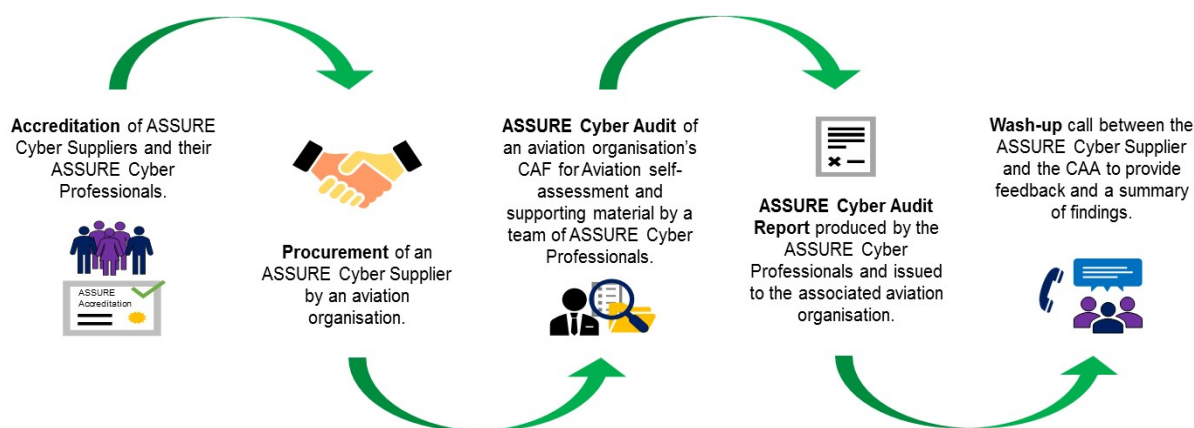 Accreditation of ASSURE
Cyber Suppliers and their
ASSURE Cyber
Professionals.
ASSURE
Accreditation
Procurement of an
ASSURE Cyber Supplier
by an aviation
organisation.
ASSURE Cyber Audit of
an aviation organisation's
CAF for Aviation self-
assessment and
supporting material by a
team of ASSURE Cyber
Professionals.
ASSURE Cyber Audit
Report produced by the
ASSURE Cyber
Professionals and issued
to the associated aviation
organisation.
Wash-up call between the
ASSURE Cyber Supplier
and the CAA to provide
feedback and a summary
of findings.